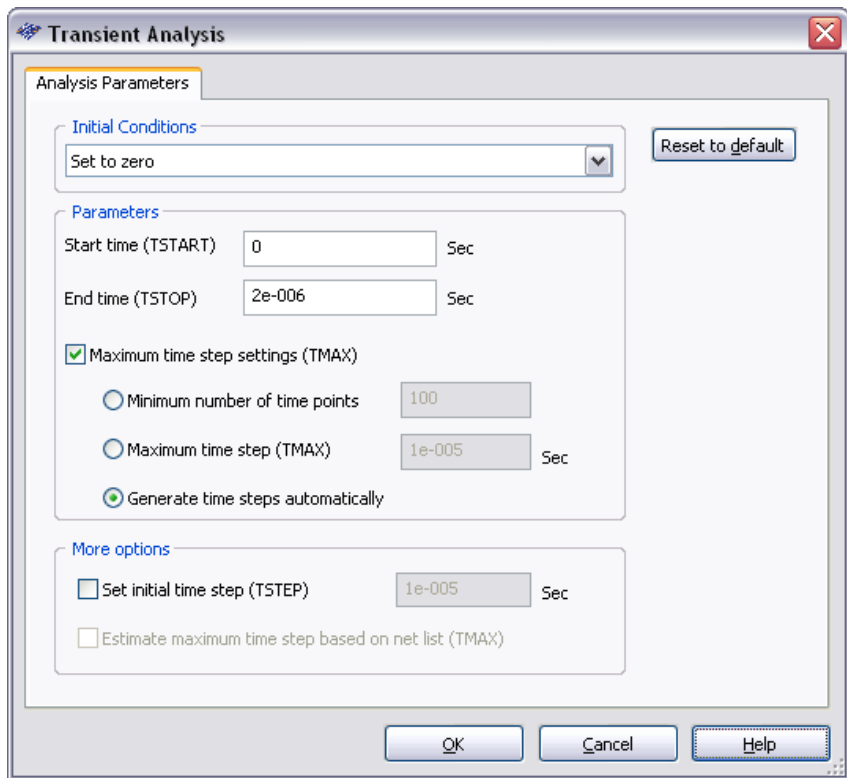 Transient Analysis
Analysis Parameters
Initial Conditions
Set to zero
Reset to default
Parameters
Start time (TSTART) 0 Sec
End time (TSTOP) 2e-006 Sec
Maximum time step settings (TMAX)
Minimum number of time points 100
Maximum time step (TMAX) 1e-005 Sec
Generate time steps automatically
More options
Set initial time step (TSTEP) 1e-005 Sec
Estimate maximum time step based on net list (TMAX)
OK Cancel Help